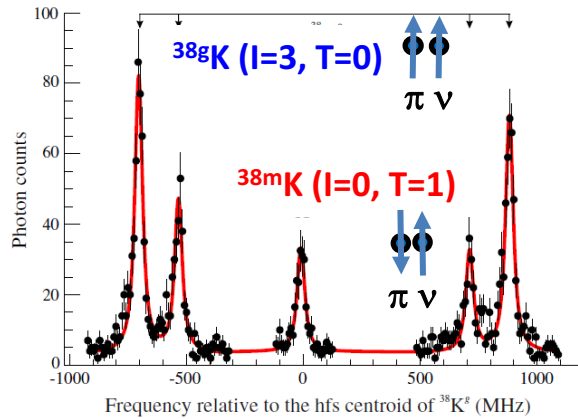 100
80
60
40
20
0
Photon counts
³⁸ᵍK (I=3, T=0)
π ν
³⁸ᵐK (I=0, T=1)
π ν
-1000 -500 0 500 1000
Frequency relative to the hfs centroid of ³⁸Kᵍ (MHz)